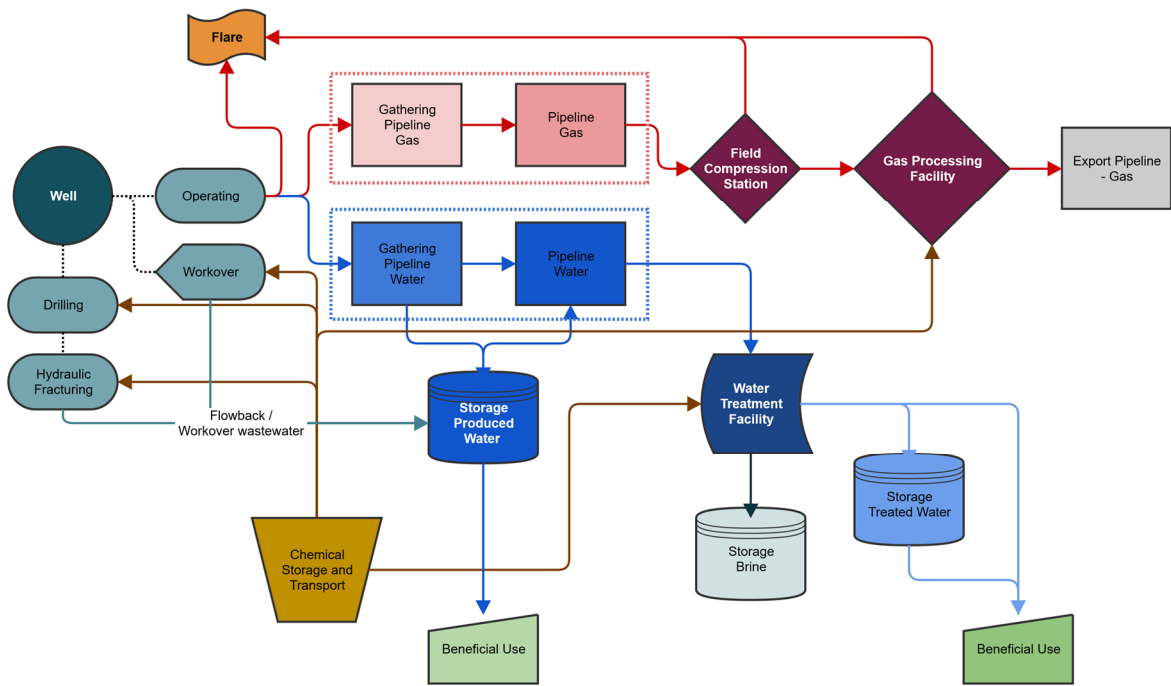 Flare
Gathering
Pipeline
Gas
Pipeline
Gas
Field
Compression
Station
Gas Processing
Facility
Export Pipeline
- Gas
Well
Operating
Workover
Gathering
Pipeline
Water
Pipeline
Water
Drilling
Hydraulic
Fracturing
Flowback /
Workover wastewater
Storage
Produced
Water
Water
Treatment
Facility
Storage
Treated Water
Chemical
Storage and
Transport
Storage
Brine
Beneficial Use
Beneficial Use